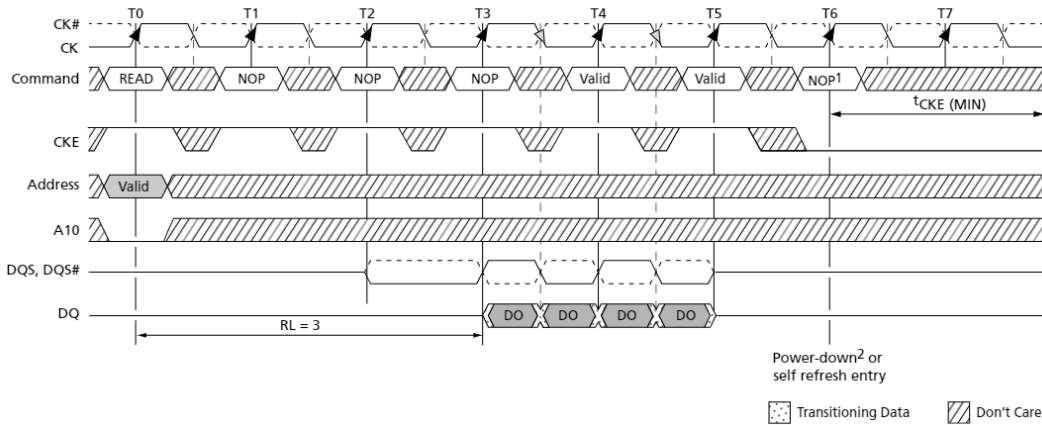 T0 T1 T2 T3 T4 T5 T6 T7
CK#
CK
Command READ NOP NOP NOP Valid Valid NOP1
tCKE (MIN)
CKE
Address Valid
A10
DQS, DQS#
DQ DO DO DO DO
RL = 3
Power-down2 or
self refresh entry
Transitioning Data Don't Care